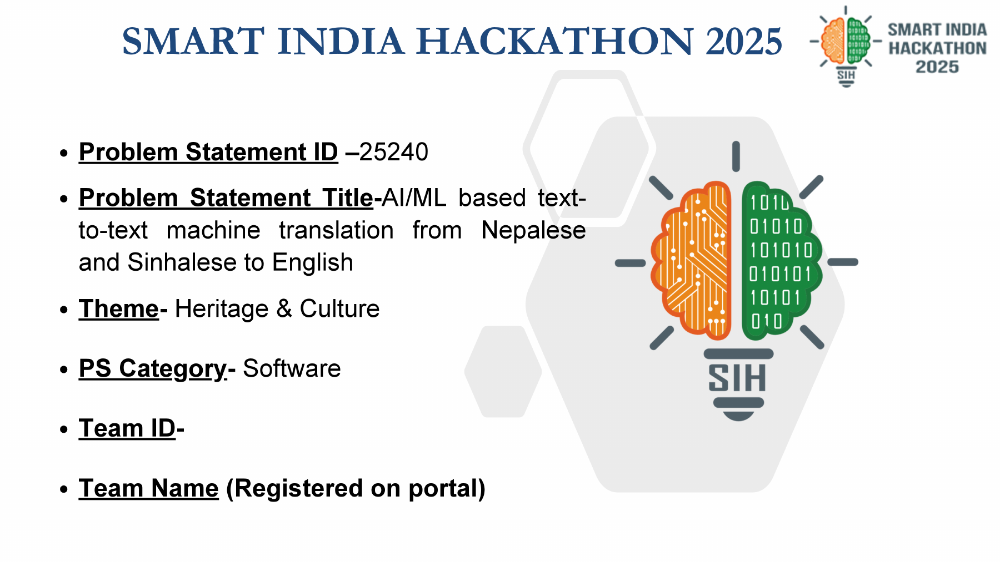 SMART INDIA HACKATHON 2025
SMART INDIA
HACKATHON
2025
SIH
• Problem Statement ID –25240
• Problem Statement Title-AI/ML based text-
to-text machine translation from Nepalese
and Sinhalese to English
• Theme- Heritage & Culture
• PS Category- Software
• Team ID-
• Team Name (Registered on portal)
1010
01010
101010
010101
10101
010
SIH